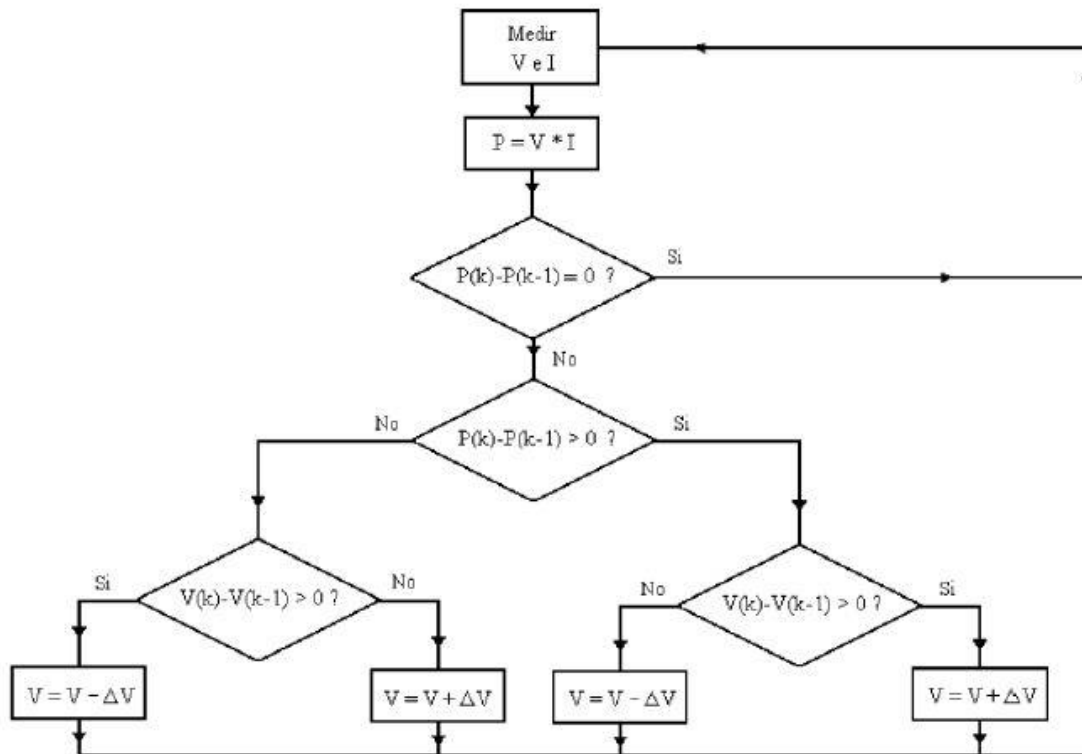 Medir
V e I
P = V * I
P(k)-P(k-1) = 0 ?
Si
No
P(k)-P(k-1) > 0 ?
No
Si
V(k)-V(k-1) > 0 ?
Si
No
V(k)-V(k-1) > 0 ?
No
Si
V = V - ΔV
V = V + ΔV
V = V - ΔV
V = V + ΔV